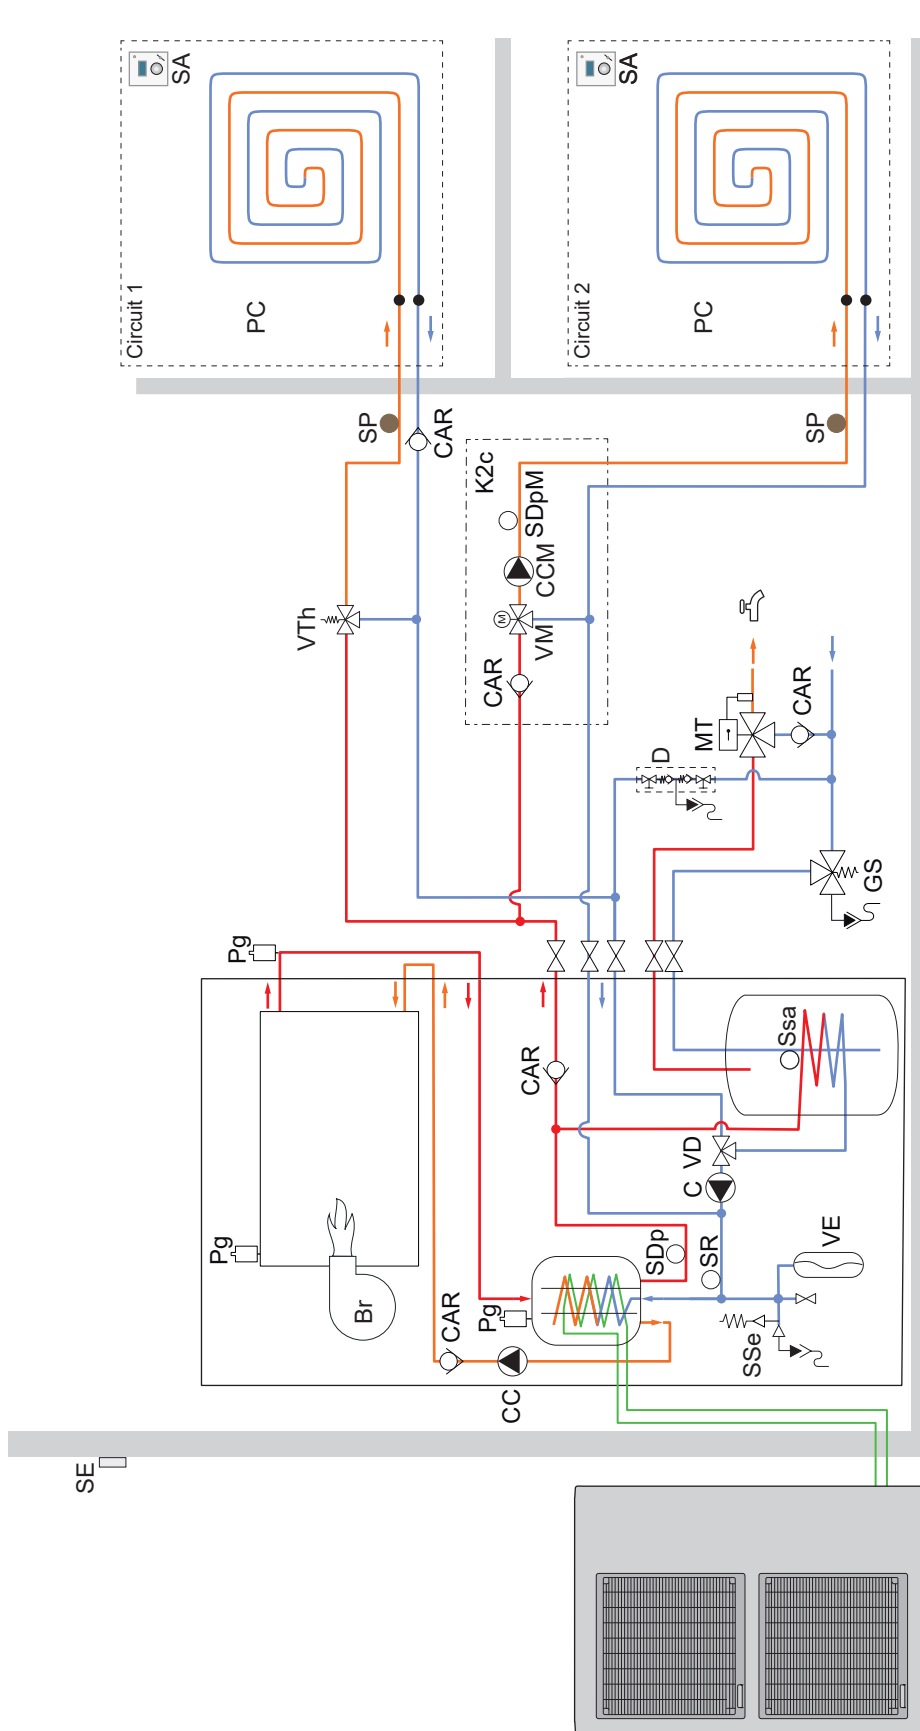 SA
Circuit 1
PC
SA
Circuit 2
PC
SP
CAR
VTh
K2c
SDpM
CCM
M
VM
CAR
SP
D
MT
CAR
GS
Pg
Pg
Br
CAR
CC
Pg
CAR
SDp
SR
C
VD
Ssa
SSe
VE
SE